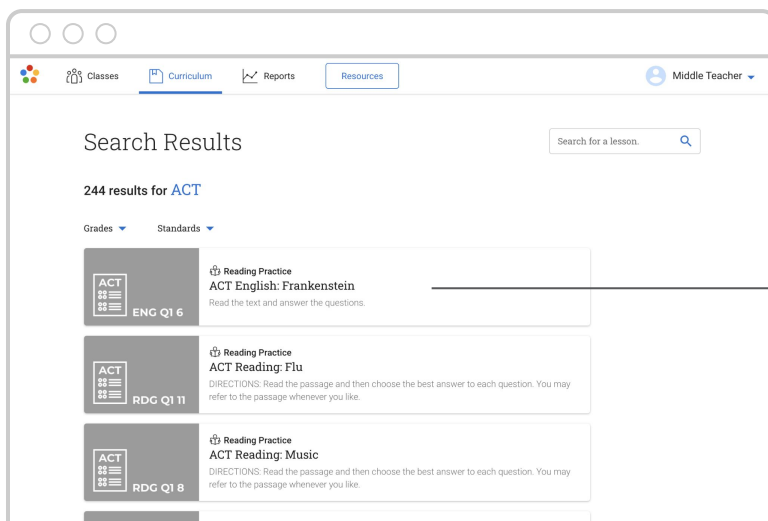 Classes
Curriculum
Reports
Resources
Middle Teacher
Search Results
Search for a lesson.
244 results for ACT
Grades
Standards
ACT
ENG Q1 6
Reading Practice
ACT English: Frankenstein
Read the text and answer the questions.
ACT
RDG Q1 11
Reading Practice
ACT Reading: Flu
DIRECTIONS: Read the passage and then choose the best answer to each question. You may
refer to the passage whenever you like.
ACT
RDG Q1 8
Reading Practice
ACT Reading: Music
DIRECTIONS: Read the passage and then choose the best answer to each question. You may
refer to the passage whenever you like.